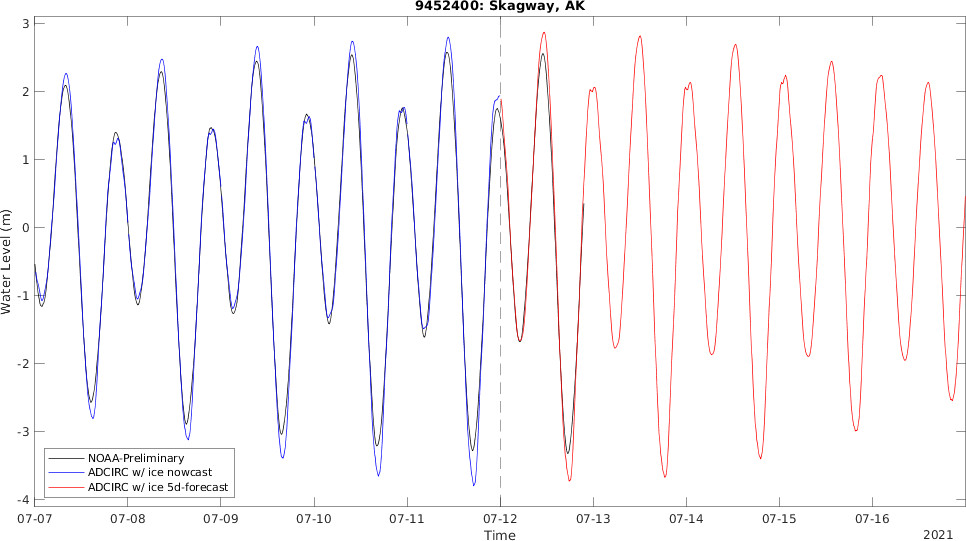 9452400: Skagway, AK
Water Level (m)
3
2
1
0
-1
-2
-3
-4
NOAA-Preliminary
ADCIRC w/ ice nowcast
ADCIRC w/ ice 5d-forecast
07-07 07-08 07-09 07-10 07-11 07-12 07-13 07-14 07-15 07-16
Time
2021